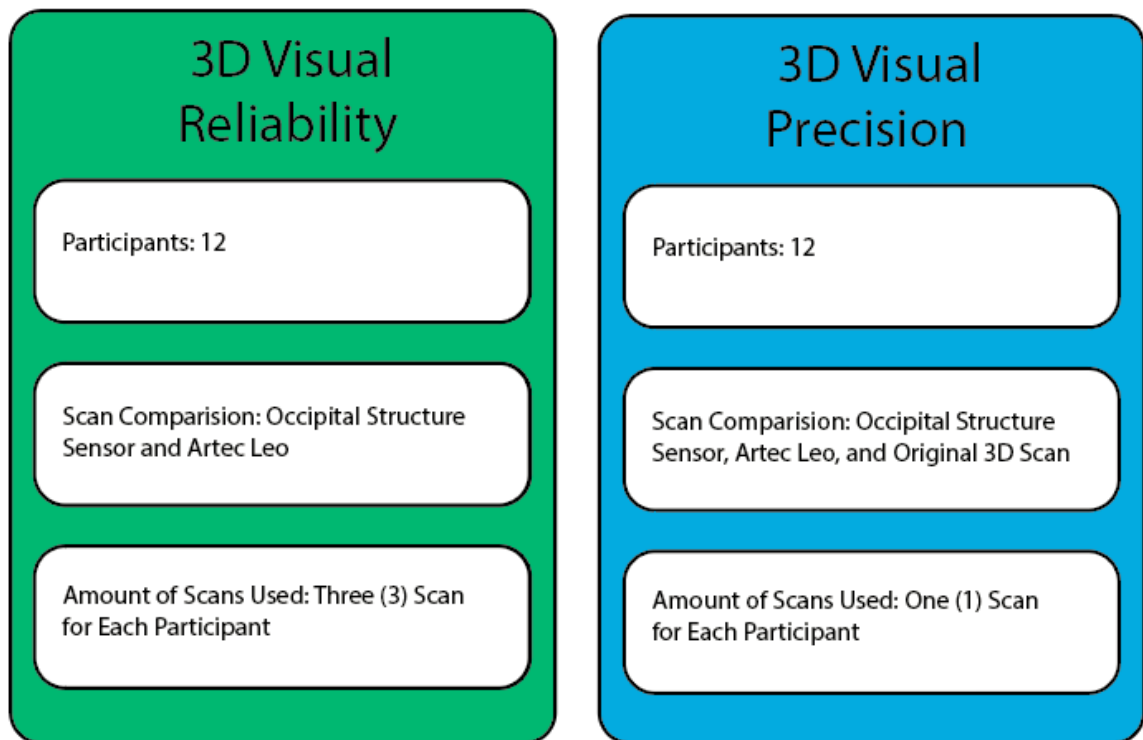 3D Visual
Reliability
Participants: 12
Scan Comparision: Occipital Structure
Sensor and Artec Leo
Amount of Scans Used: Three (3) Scan
for Each Participant
3D Visual
Precision
Participants: 12
Scan Comparision: Occipital Structure
Sensor, Artec Leo, and Original 3D Scan
Amount of Scans Used: One (1) Scan
for Each Participant